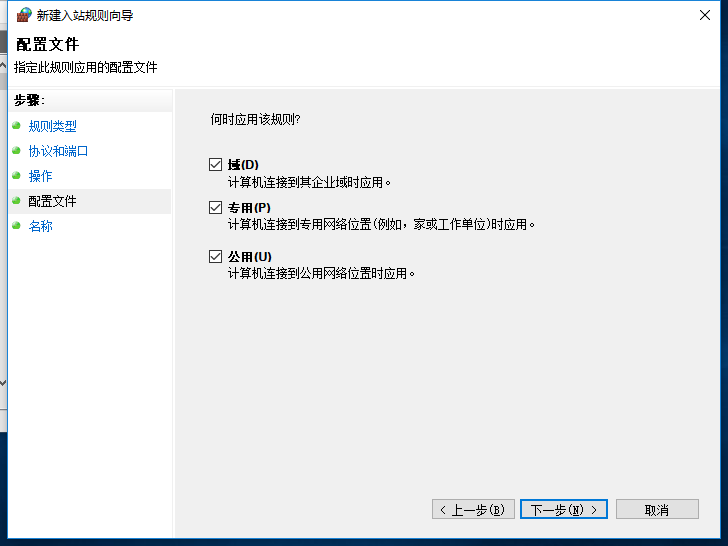 新建入站规则向导
配置文件
指定此规则应用的配置文件
步骤:
规则类型
协议和端口
操作
配置文件
名称
何时应用该规则?
域(D)
计算机连接到其企业域时应用。
专用(P)
计算机连接到专用网络位置(例如，家或工作单位)时应用。
公用(U)
计算机连接到公用网络位置时应用。
< 上一步(B)
下一步(N) >
取消